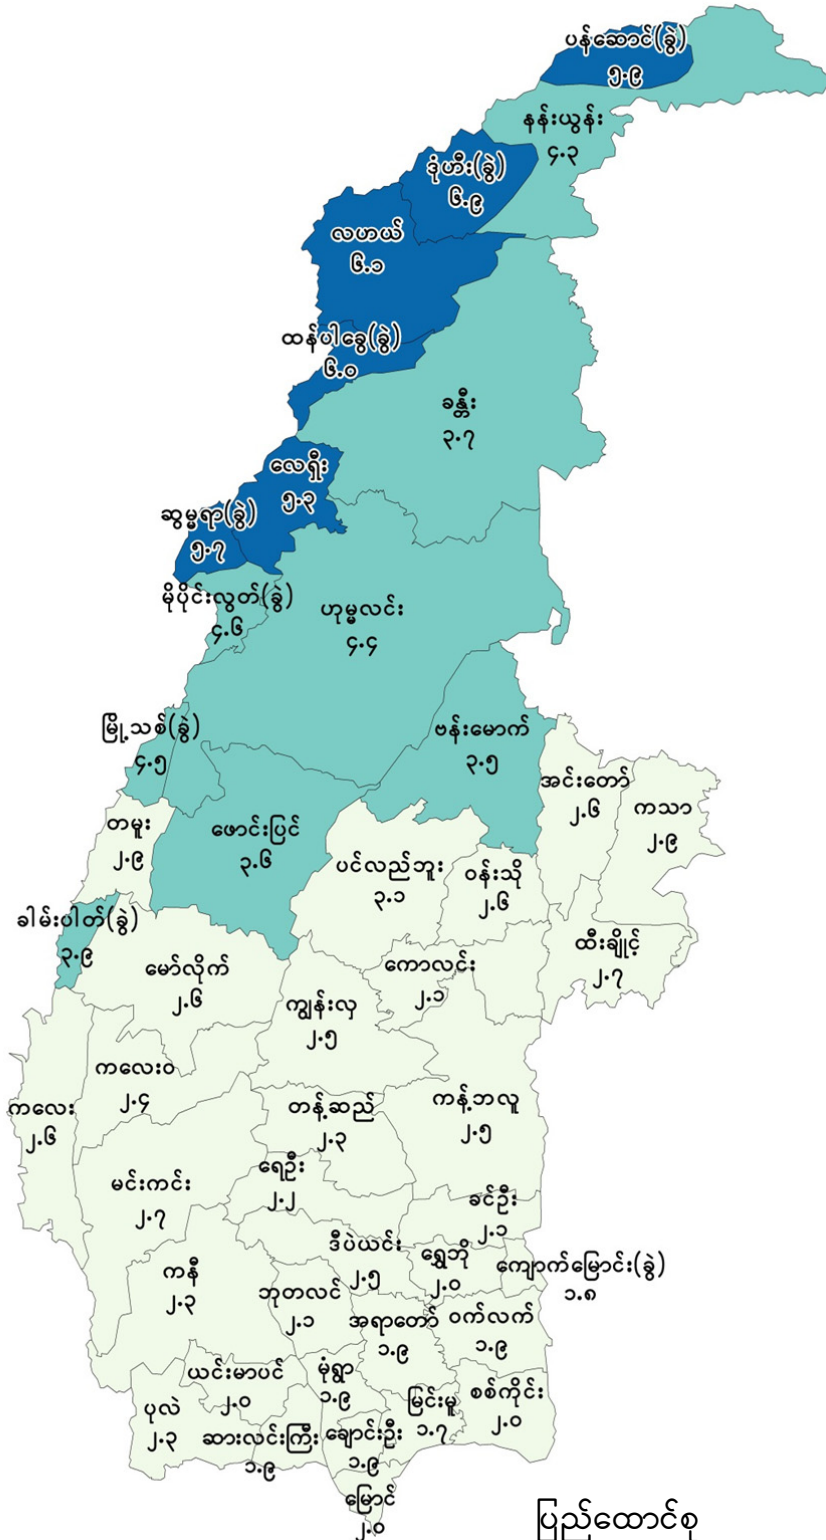 ပန်ဆောင်(ခွဲ)
၅.၉
နန်းယွန်း
၄.၃
ဒုံဟီး(ခွဲ)
၆.၉
လဟယ်
၆.၁
ထန်ပါခွေ(ခွဲ)
၆.၀
ခန္တီး
၃.၇
လေရှီး
၅.၃
ဆွမ္မရာ(ခွဲ)
၅.၇
မိုပိုင်းလွတ်(ခွဲ)
၄.၆
ဟုမ္မလင်း
၄.၄
မြို့သစ်(ခွဲ)
၄.၅
ဗန်းမောက်
၃.၅
အင်းတော်
၂.၆
ကသာ
၂.၉
တမူး
၂.၉
ဖောင်းပြင်
၃.၆
ပင်လည်ဘူး
၃.၁
ဝန်းသို
၂.၆
ခါမ်းပါတ်(ခွဲ)
၃.၉
မော်လိုက်
၂.၆
ကောလင်း
၂.၁
ထီးချိုင့်
၂.၇
ကျွန်းလှ
၂.၅
ကလေးဝ
၂.၄
ကလေး
၂.၆
တန့်ဆည်
၂.၃
ကန့်ဘလူ
၂.၅
မင်းကင်း
၂.၇
ရေဦး
၂.၂
ခင်ဦး
၂.၁
ဒီပဲယင်း
၂.၅
ရွှေဘို
၂.၀
ကျောက်မြောင်း(ခွဲ)
၁.၈
ကနီ
၂.၃
ဘုတလင်
၂.၁
အရာတော်
၁.၉
ဝက်လက်
၁.၉
ယင်းမာပင်
၂.၀
မုံရွာ
၁.၉
မြင်းမူ
၁.၇
စစ်ကိုင်း
၂.၀
ပုလဲ
၂.၃
ဆားလင်းကြီး
၁.၉
ချောင်းဦး
၁.၉
မြောင်
၂.၀
ပြည်ထောင်စု